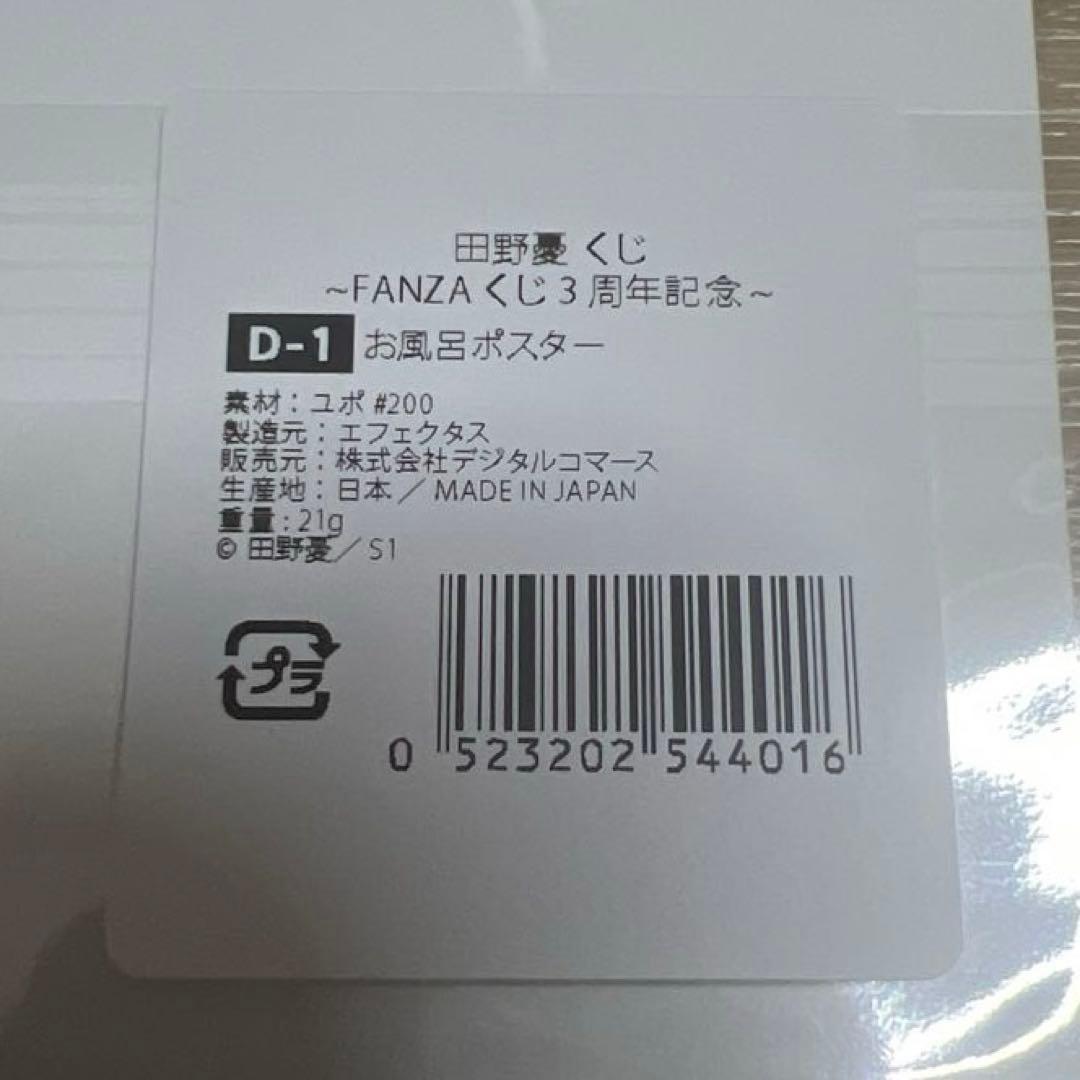 田野憂 くじ
~FANZA くじ 3 周年記念~
D-1 お風呂ポスター
素材：ユポ #200
製造元：エフェクタス
販売元：株式会社デジタルコマース
生産地：日本／MADE IN JAPAN
重量：21g
© 田野憂／S1
プラ
0 523202 544016